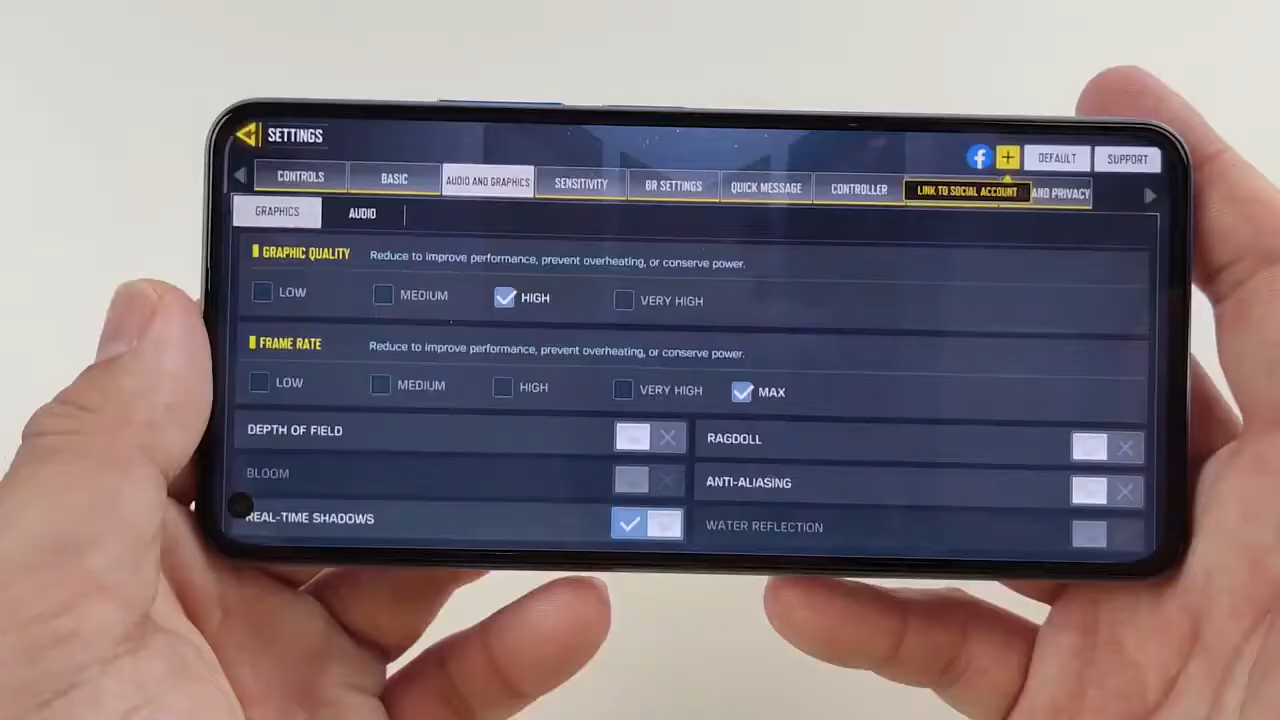 SETTINGS
DEFAULT
SUPPORT
CONTROLS
BASIC
AUDIO AND GRAPHICS
SENSITIVITY
BR SETTINGS
QUICK MESSAGE
CONTROLLER
LINK TO SOCIAL ACCOUNT
AND PRIVACY
GRAPHICS
AUDIO
GRAPHIC QUALITY
Reduce to improve performance, prevent overheating, or conserve power.
LOW
MEDIUM
HIGH
VERY HIGH
FRAME RATE
Reduce to improve performance, prevent overheating, or conserve power.
LOW
MEDIUM
HIGH
VERY HIGH
MAX
DEPTH OF FIELD
RAGDOLL
BLOOM
ANTI-ALIASING
REAL-TIME SHADOWS
WATER REFLECTION